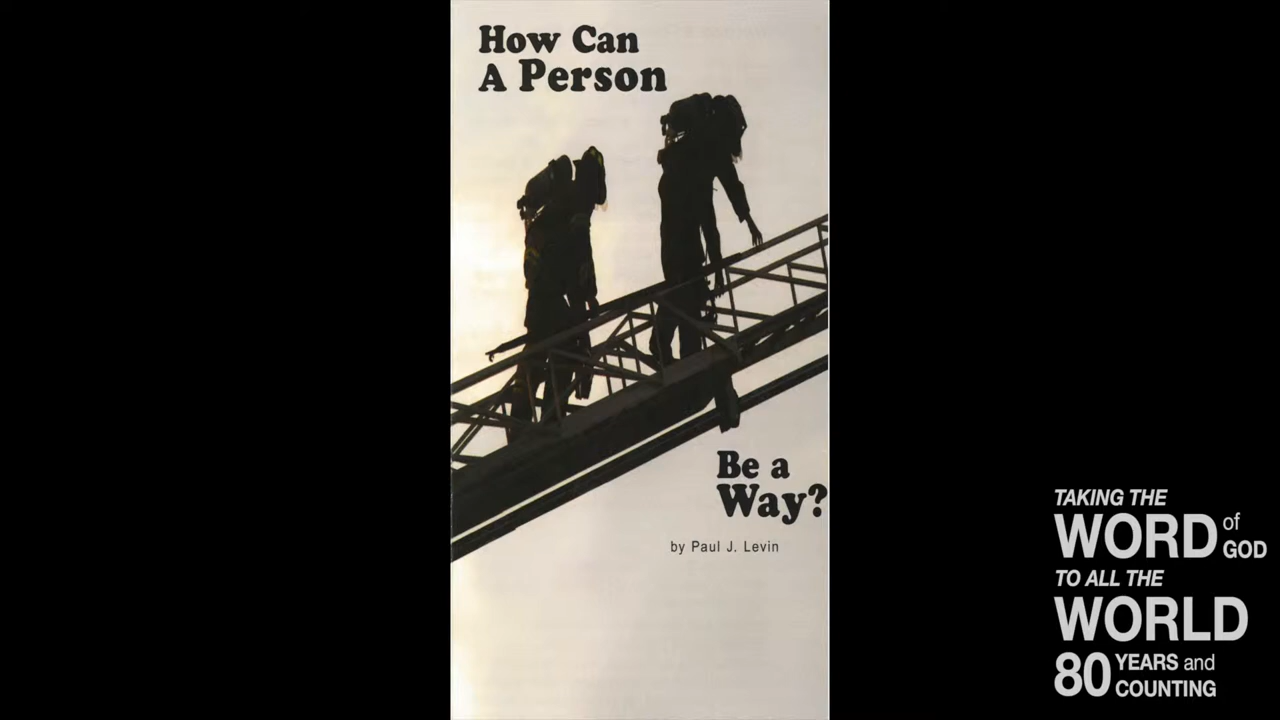 How Can
A Person
Be a
Way?
by Paul J. Levin
TAKING THE
WORD of
GOD
TO ALL THE
WORLD
80 YEARS and
COUNTING